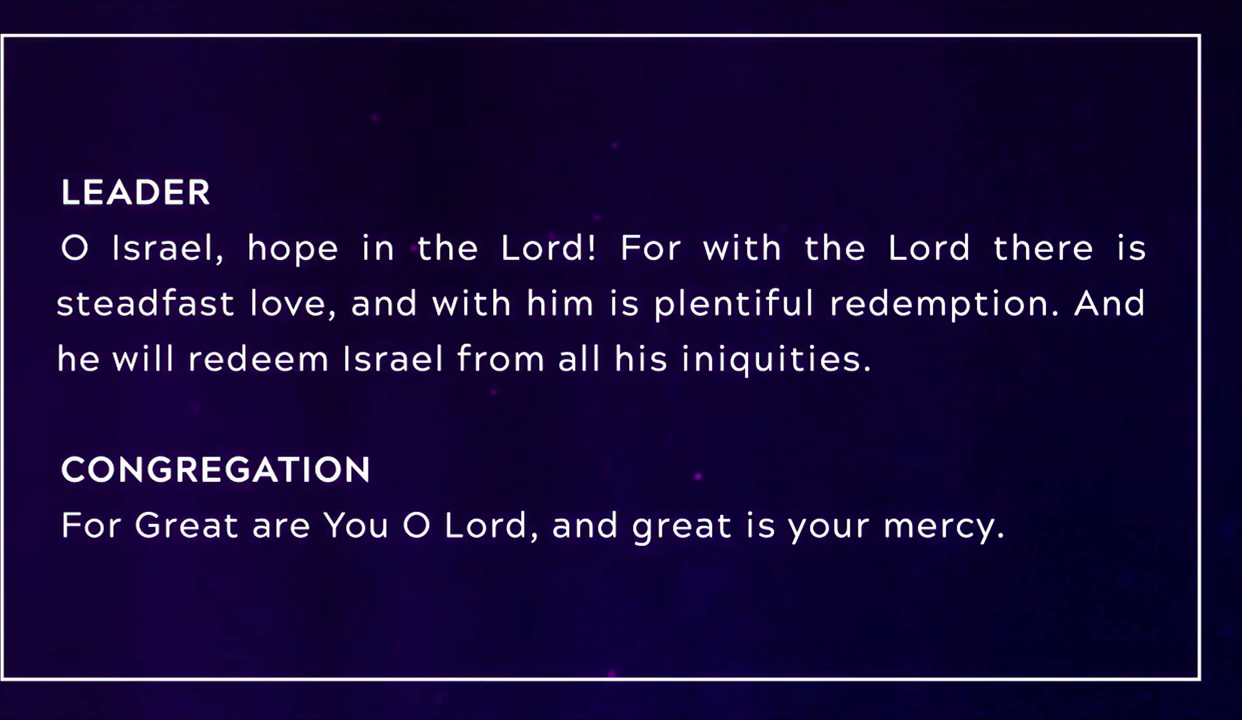 LEADER
O Israel, hope in the Lord! For with the Lord there is
steadfast love, and with him is plentiful redemption. And
he will redeem Israel from all his iniquities.
CONGREGATION
For Great are You O Lord, and great is your mercy.